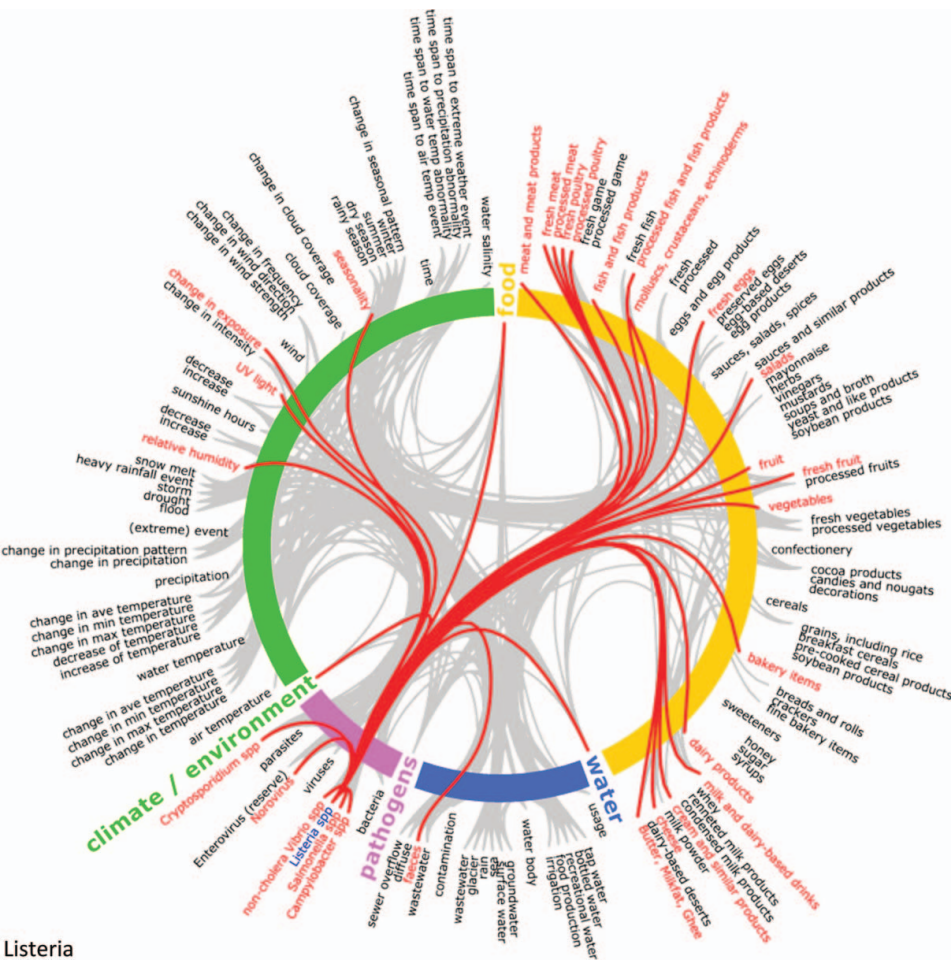 time span to extreme weather event
time span to precipitation abnormality
time span to water temp abnormality
time span to air temp event
time
water salinity
change in seasonal pattern
winter
summer
dry season
rainy season
seasonality
change in cloud coverage
cloud coverage
change in frequency
change in wind direction
change in wind strength
wind
change in exposure
change in intensity
UV light
decrease
increase
sunshine hours
decrease
increase
relative humidity
snow melt
heavy rainfall event
storm
drought
flood
(extreme) event
change in precipitation pattern
change in precipitation
precipitation
change in ave temperature
change in min temperature
change in max temperature
decrease of temperature
increase of temperature
water temperature
change in ave temperature
change in min temperature
change in max temperature
change in temperature
air temperature
climate / environment
food
meat and meat products
fresh meat
processed meat
fresh poultry
processed poultry
fresh game
processed game
fish and fish products
fresh fish
processed fish and fish products
molluscs, crustaceans, echinoderms
fresh
processed
eggs and egg products
fresh eggs
preserved eggs
egg-based deserts
egg products
sauces, salads, spices
sauces and similar products
salads
mayonnaise
herbs
vinegars
mustards
soups and broth
yeast and like products
soybean products
fruit
fresh fruit
processed fruits
vegetables
fresh vegetables
processed vegetables
confectionery
cocoa products
candies and nougats
decorations
cereals
grains, including rice
breakfast cereals
pre-cooked cereal products
soybean products
bakery items
breads and rolls
crackers
fine bakery items
sweeteners
honey
sugar
syrups
dairy products
milk and dairy-based drinks
whey
renneted milk products
condensed milk products
cream and similar products
milk powder
cheese
dairy-based deserts
butter, Milkfat, Ghee
water
usage
tap water
bottled water
recreational water
food production
irrigation
water body
groundwater
surface water
sea
rain
glacier
wastewater
contamination
wastewater
faeces
diffuse
sewer overflow
pathogens
bacteria
Campylobacter spp
Salmonella spp
Listeria spp
non-cholera Vibrio spp
viruses
Norovirus
Enterovirus (reserve)
parasites
Cryptosporidium spp
Listeria